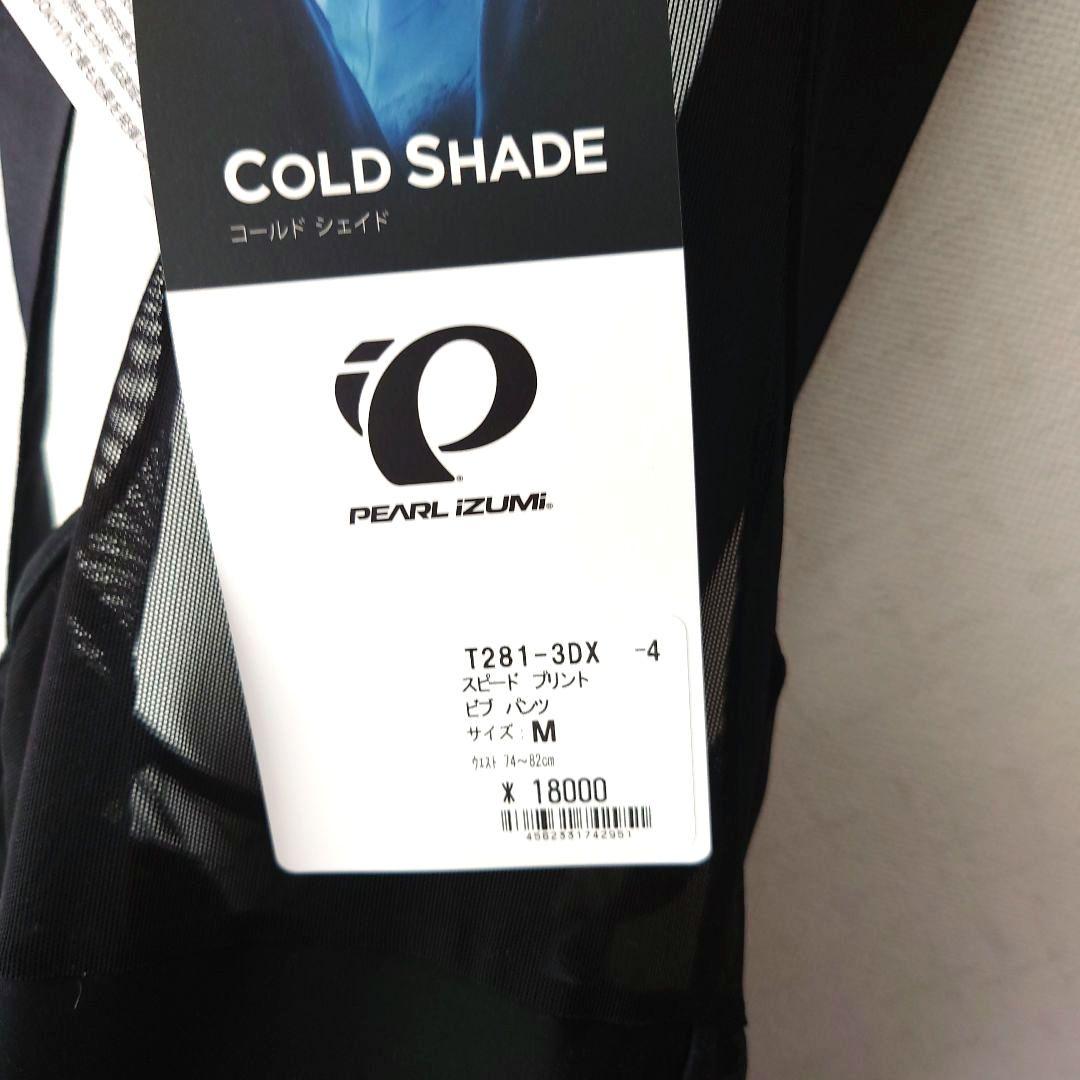 COLD SHADE
コールド シェイド
PEARL iZUMi®
T281-3DX -4
スピード プリント
ビブ パンツ
サイズ：M
ウエスト 74～82cm
¥ 18000
4562331742951